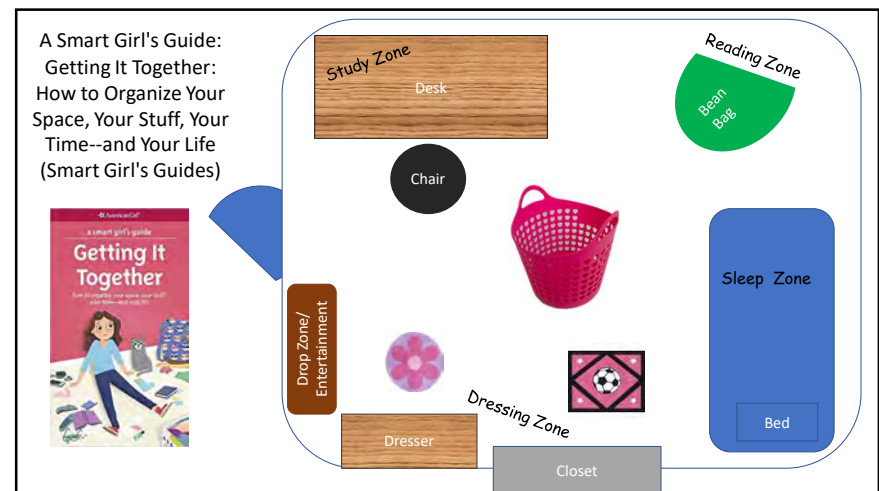 A Smart Girl's Guide:
Getting It Together:
How to Organize Your
Space, Your Stuff, Your
Time--and Your Life
(Smart Girl's Guides)
American Girl
a smart girl's guide
Getting It
Together
Study Zone
Desk
Chair
Reading Zone
Bean
Bag
Sleep Zone
Bed
Drop Zone/
Entertainment
Dressing Zone
Dresser
Closet